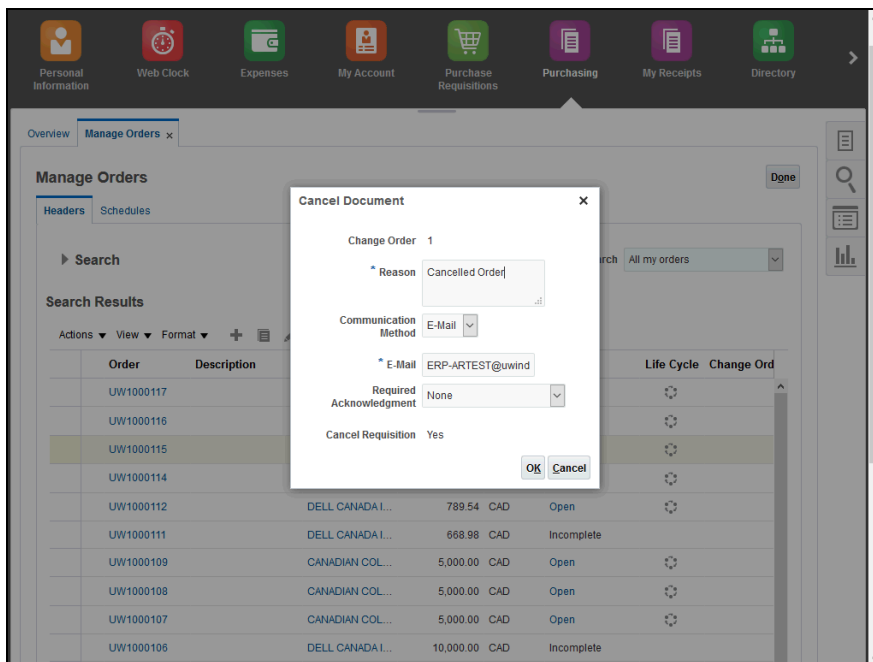 Personal Information
Web Clock
Expenses
My Account
Purchase Requisitions
Purchasing
My Receipts
Directory
Overview
Manage Orders x
Manage Orders
Done
Headers
Schedules
Search
All my orders
Search Results
Actions
View
Format
Order
Description
Life Cycle
Change Ord
UW1000117
UW1000116
UW1000115
UW1000114
UW1000112 DELL CANADA I... 789.54 CAD Open
UW1000111 DELL CANADA I... 668.98 CAD Incomplete
UW1000109 CANADIAN COL... 5,000.00 CAD Open
UW1000108 CANADIAN COL... 5,000.00 CAD Open
UW1000107 CANADIAN COL... 5,000.00 CAD Open
UW1000106 DELL CANADA I... 10,000.00 CAD Incomplete
Cancel Document
Change Order 1
* Reason Cancelled Order
Communication
Method E-Mail
* E-Mail ERP-ARTEST@uwind
Required
Acknowledgment None
Cancel Requisition Yes
OK Cancel